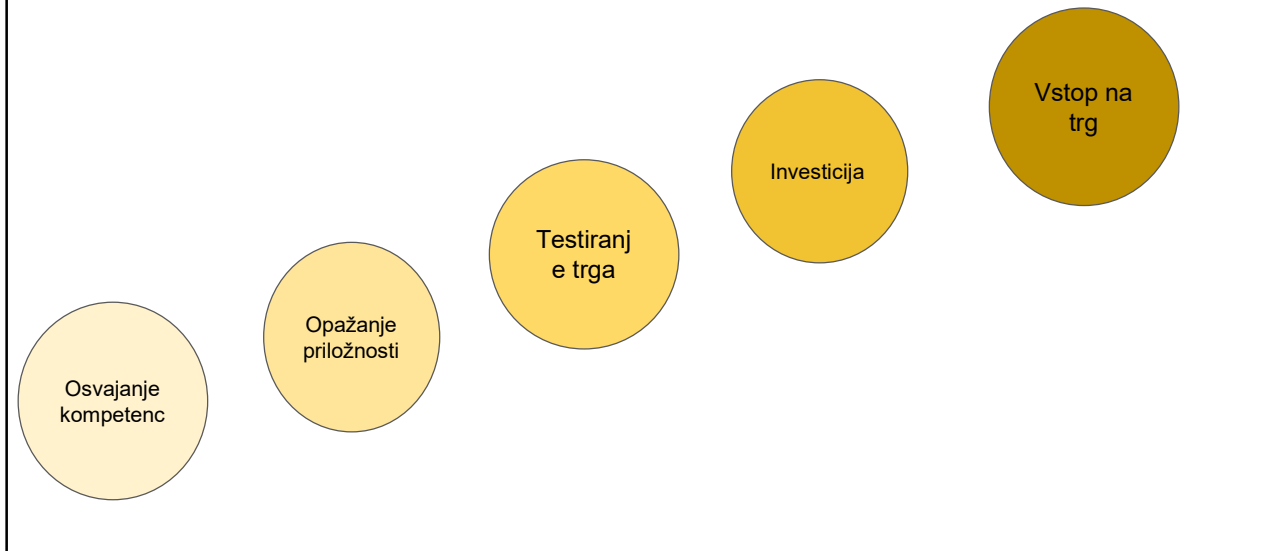 Osvajanje
kompetenc
Opažanje
priložnosti
Testiranj
e trga
Investicija
Vstop na
trg